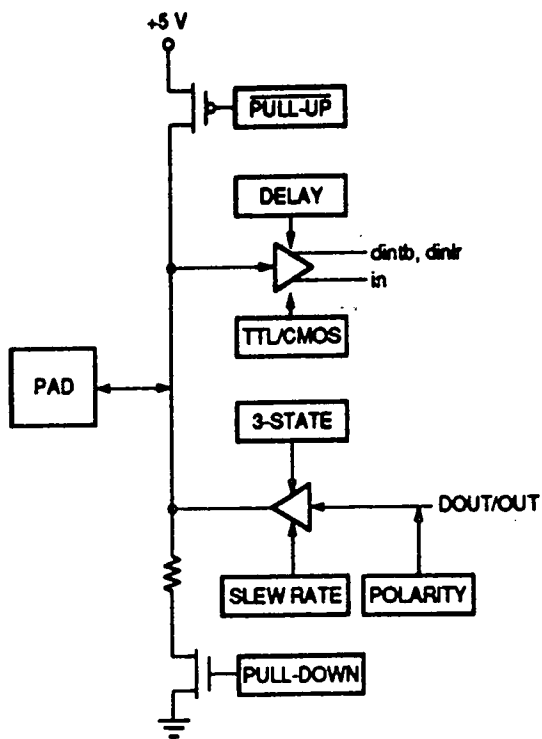 +5 V
PULL-UP
DELAY
dintb, dinlr
in
TTL/CMOS
PAD
3-STATE
DOUT/OUT
SLEW RATE
POLARITY
PULL-DOWN